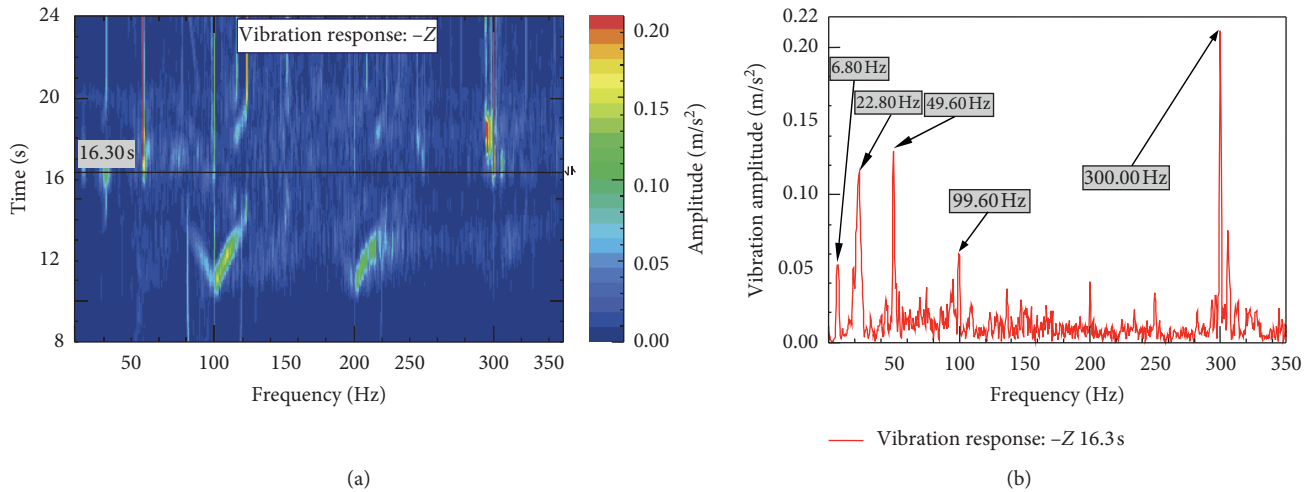 24
20
16
12
8
Time (s)
Vibration response: –Z
16.30 s
50
100
150
200
250
300
350
Frequency (Hz)
0.20
0.15
0.10
0.05
0.00
Amplitude (m/s²)
(a)
0.22
0.20
0.15
0.10
0.05
0.00
Vibration amplitude (m/s²)
6.80 Hz
22.80 Hz
49.60 Hz
99.60 Hz
300.00 Hz
50
100
150
200
250
300
350
Frequency (Hz)
Vibration response: –Z 16.3 s
(b)